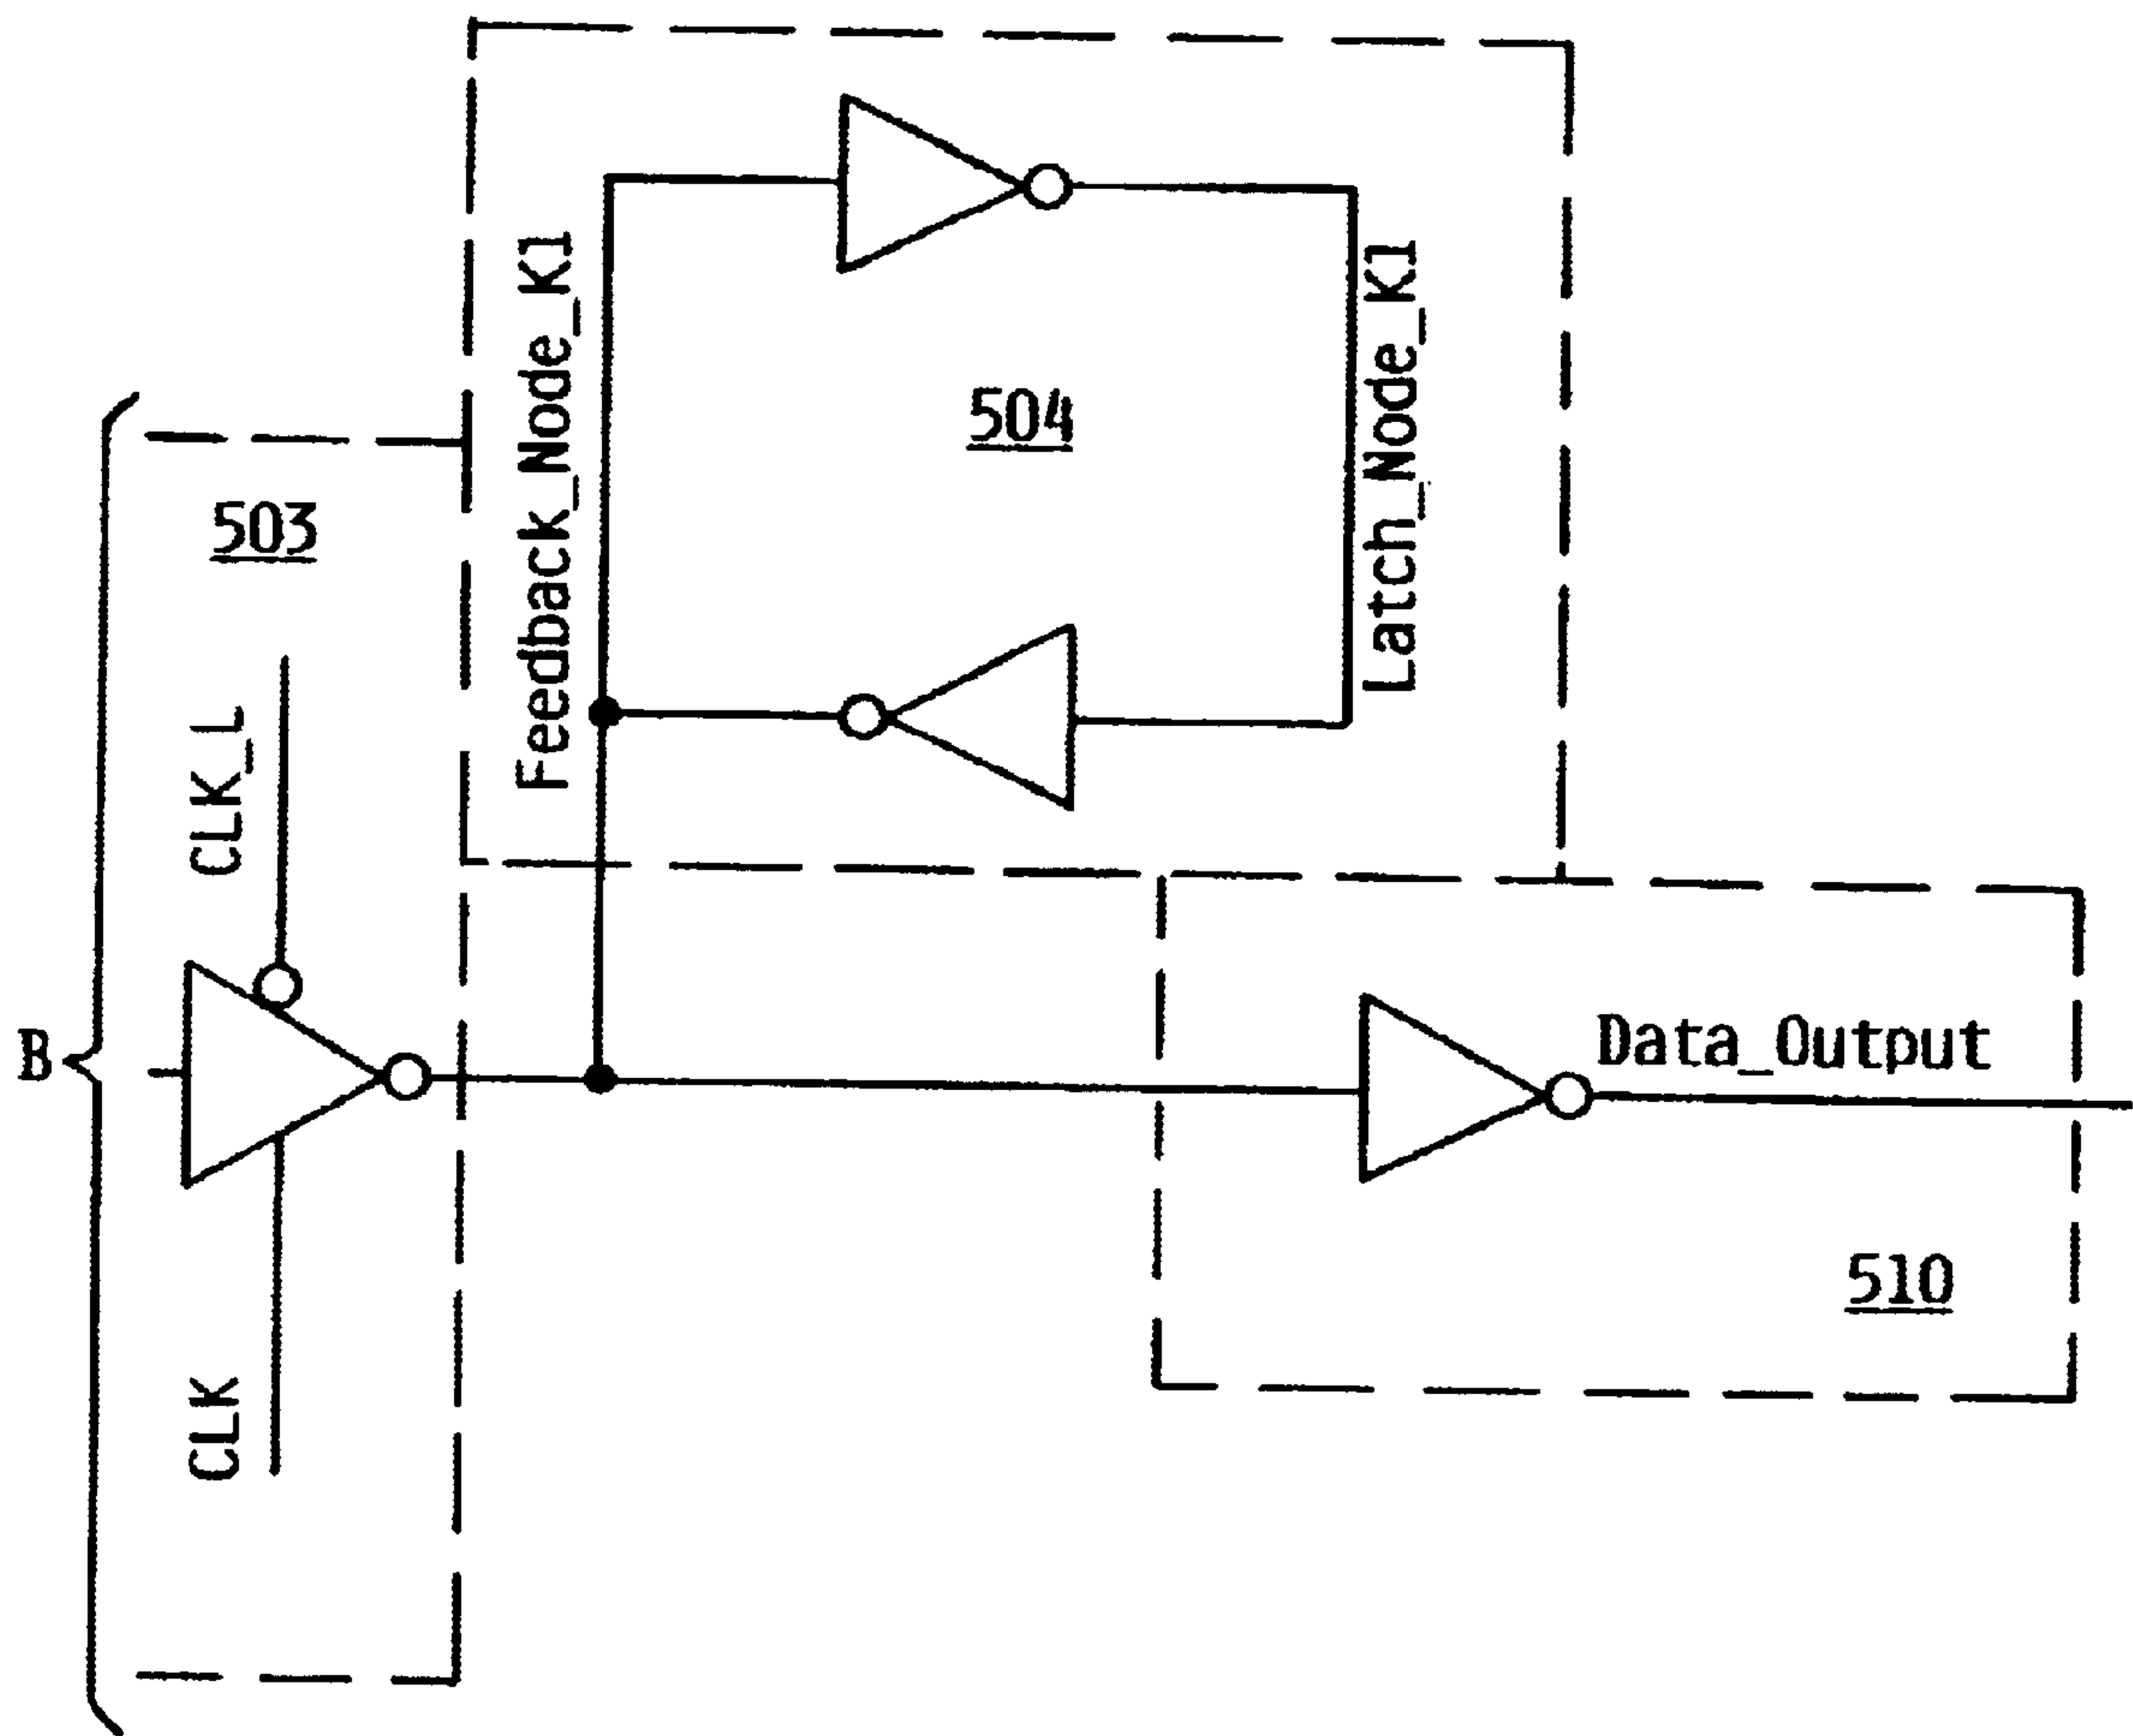 Feedback_Node_K1
504
Latch_Node_K1
503
CLK_L
B
Data_Output
510
CLK